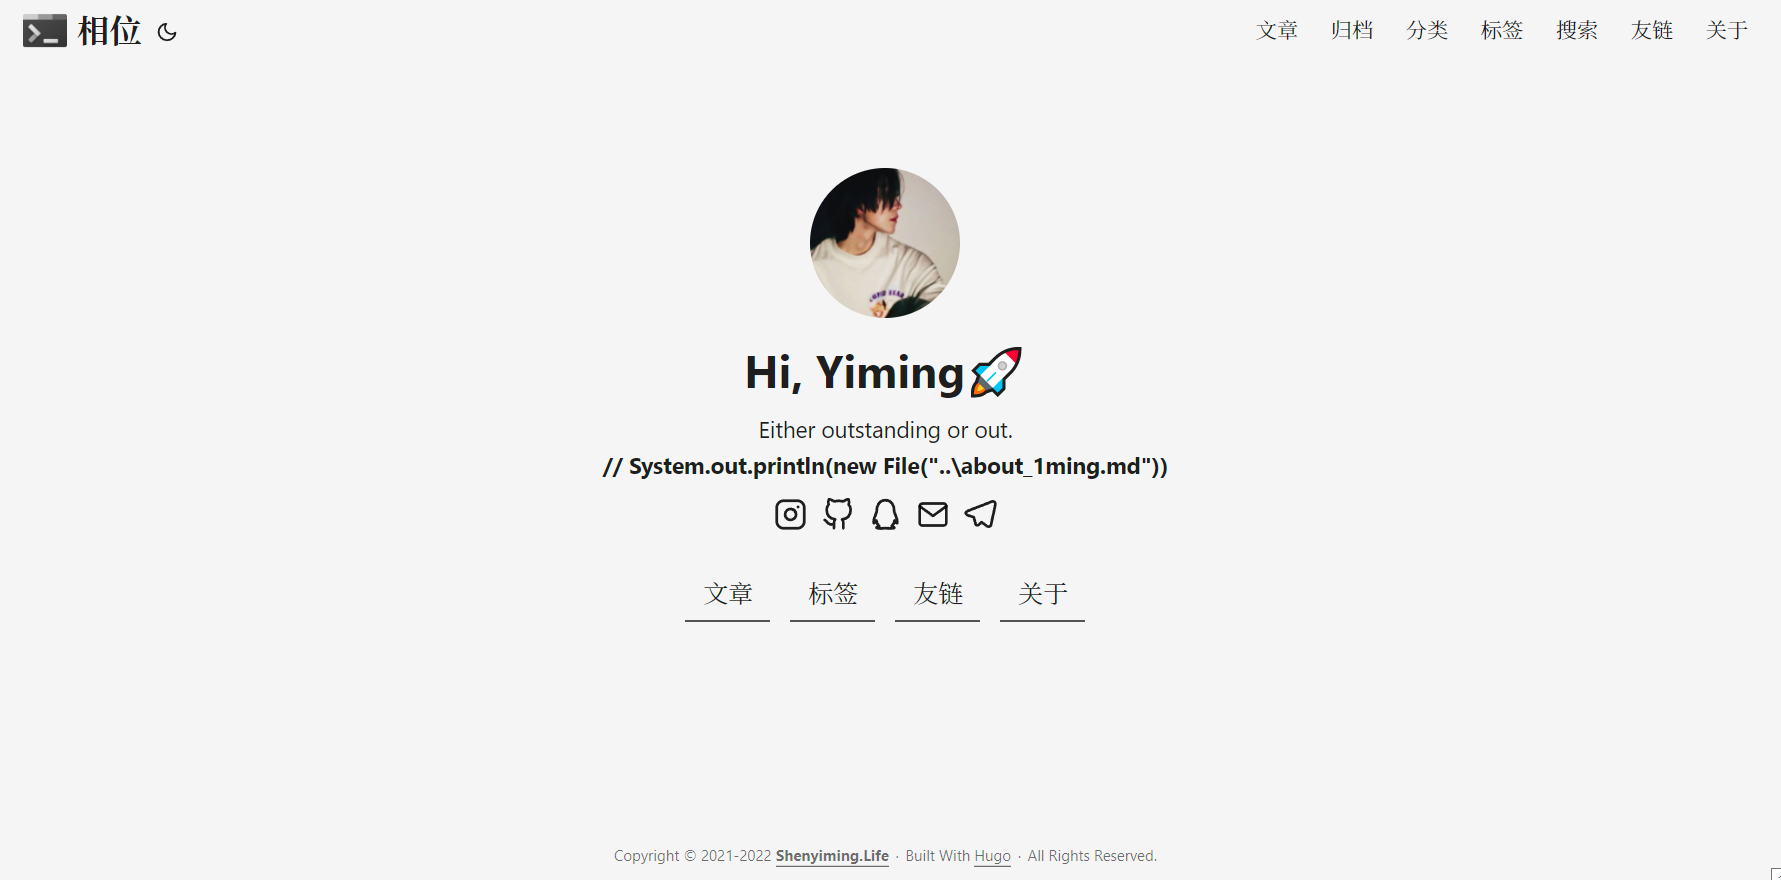 相位
文章 归档 分类 标签 搜索 友链 关于
CUPID STAR
Hi, Yiming🚀
Either outstanding or out.
// System.out.println(new File("..\about_1ming.md"))
文章 标签 友链 关于
Copyright © 2021-2022 Shenyiming.Life · Built With Hugo · All Rights Reserved.